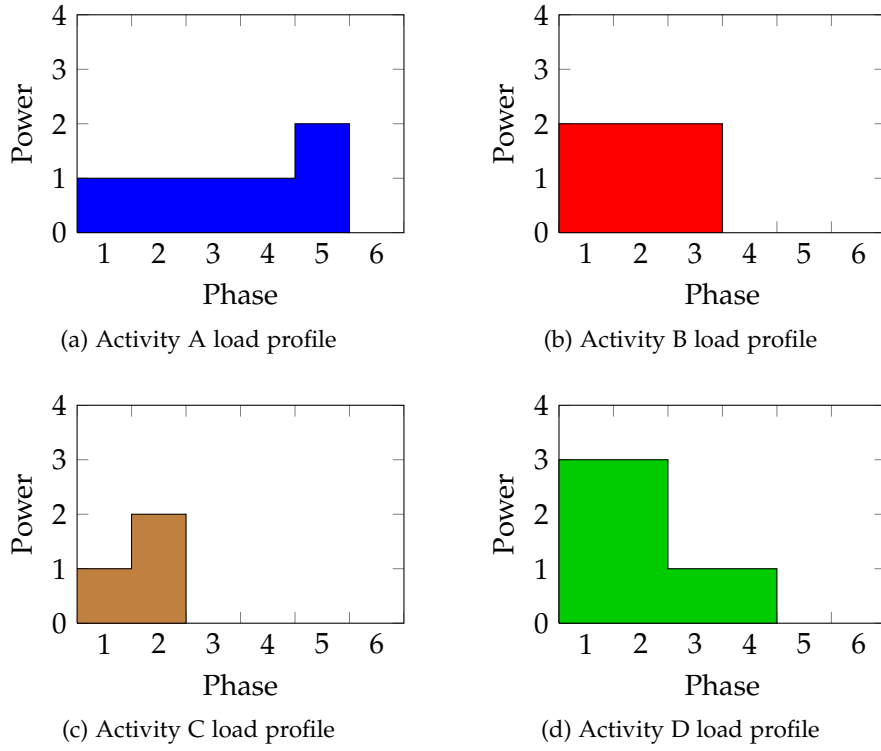 4
3
2
1
0
Power
1 2 3 4 5 6
Phase
(a) Activity A load profile
4
3
2
1
0
Power
1 2 3 4 5 6
Phase
(b) Activity B load profile
4
3
2
1
0
Power
1 2 3 4 5 6
Phase
(c) Activity C load profile
4
3
2
1
0
Power
1 2 3 4 5 6
Phase
(d) Activity D load profile